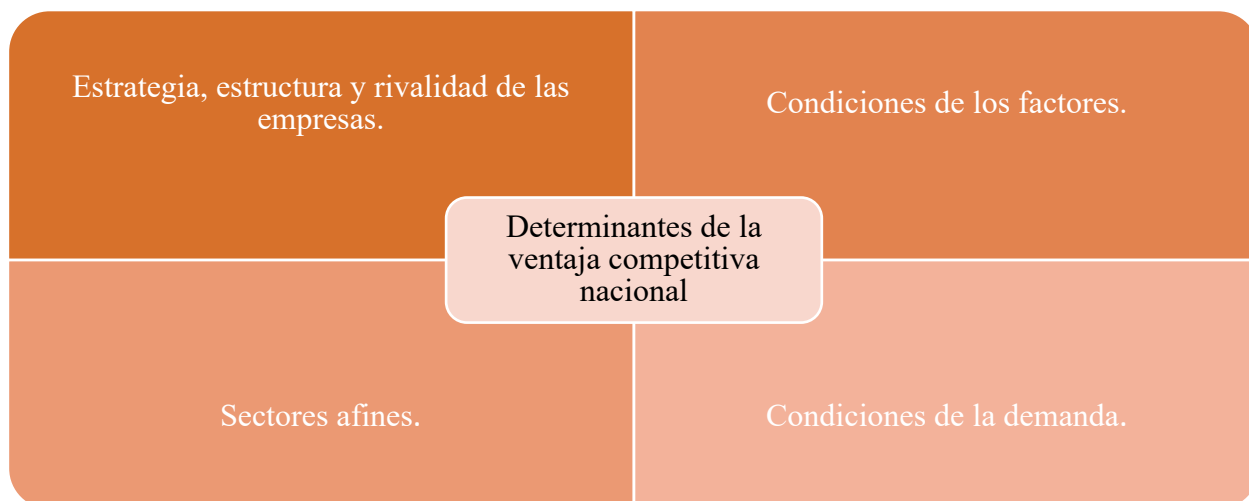 Estrategia, estructura y rivalidad de las
empresas.
Condiciones de los factores.
Determinantes de la
ventaja competitiva
nacional
Sectores afines.
Condiciones de la demanda.